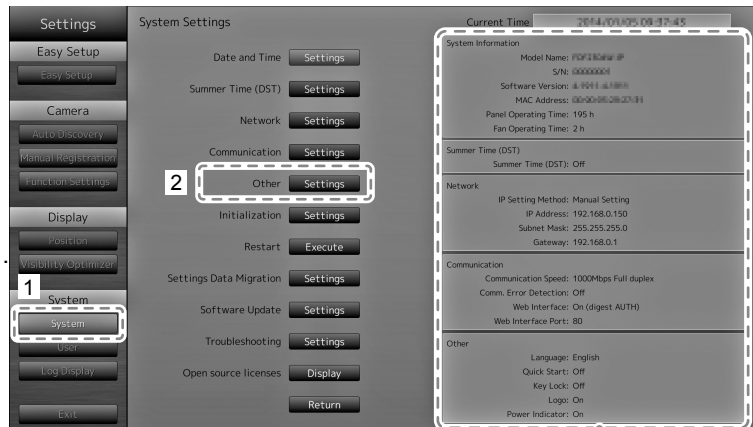 Settings
Easy Setup
Easy Setup
Camera
Auto Discovery
Manual Registration
Function Settings
Display
Position
Visibility Optimizer
1
System
System
User
Log Display
Exit
System Settings
Date and Time Settings
Summer Time (DST) Settings
Network Settings
Communication Settings
2 Other Settings
Initialization Settings
Restart Execute
Settings Data Migration Settings
Software Update Settings
Troubleshooting Settings
Open source licenses Display
Return
Current Time
System Information
Model Name:
S/N: 00000001
Software Version:
MAC Address:
Panel Operating Time: 195 h
Fan Operating Time: 2 h
Summer Time (DST)
Summer Time (DST): Off
Network
IP Setting Method: Manual Setting
IP Address: 192.168.0.150
Subnet Mask: 255.255.255.0
Gateway: 192.168.0.1
Communication
Communication Speed: 1000Mbps Full duplex
Comm. Error Detection: Off
Web Interface: On (digest AUTH)
Web Interface Port: 80
Other
Language: English
Quick Start: Off
Key Lock: Off
Logo: On
Power Indicator: On